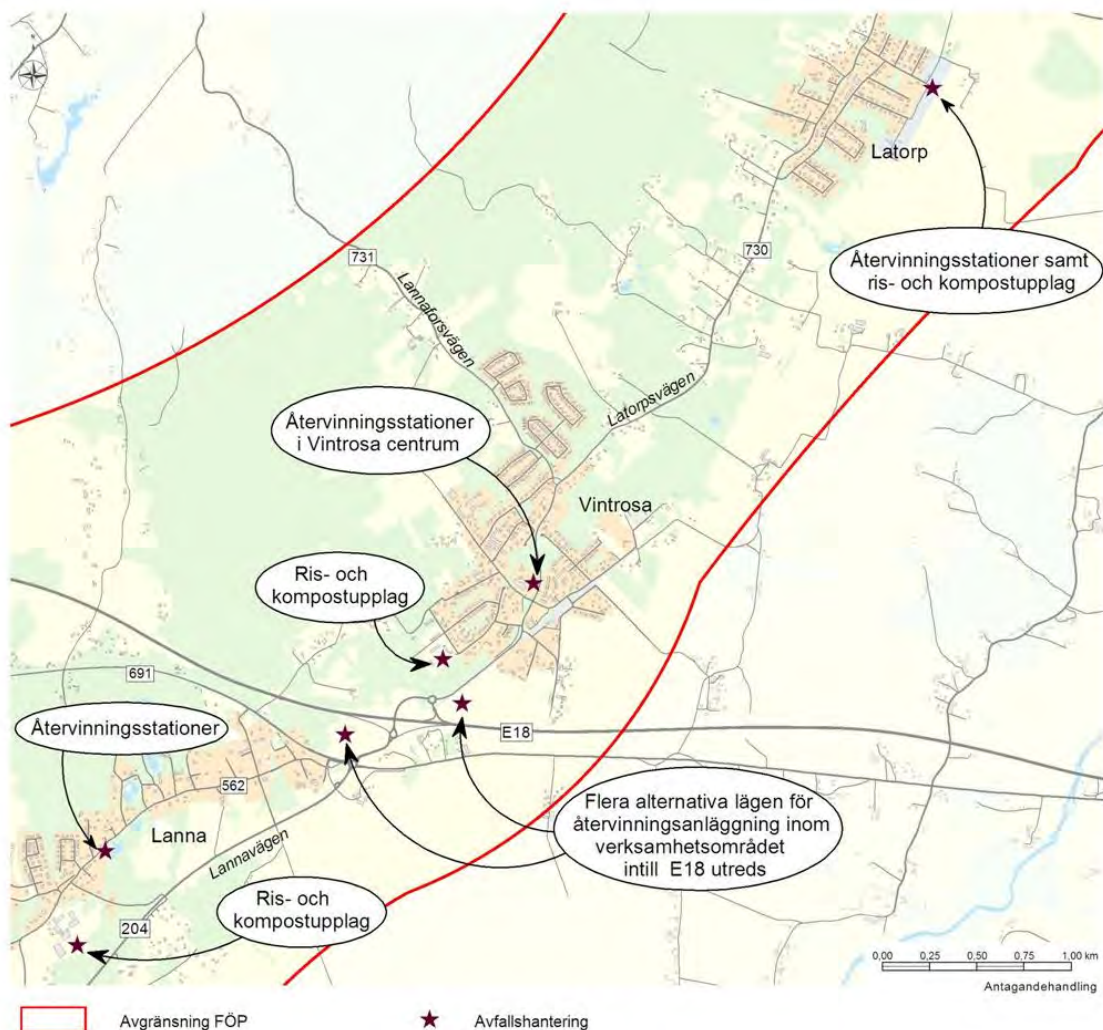 Latorp
730
Återvinningsstationer samt
ris- och kompostupplag
731
Lannaforsvägen
Latorpsvägen
Återvinningsstationer
i Vintrosa centrum
Vintrosa
Ris- och
kompostupplag
691
Återvinningsstationer
E18
562
Lanna
Lannavägen
Flera alternativa lägen för
återvinningsanläggning inom
verksamhetsområdet
intill E18 utreds
Ris- och
kompostupplag
204
0,00 0,25 0,50 0,75 1,00 km
Antagandehandling
Avgränsning FÖP
Avfallshantering